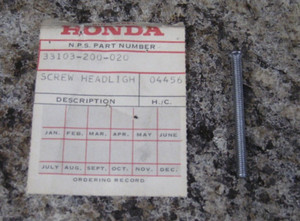 HONDA
N.P.S. PART NUMBER
33103-200-020
SCREW HEADLIGH 04456
DESCRIPTION H./C.
JAN. FEB. MAR. APR. MAY JUNE
JULY AUG. SEPT. OCT. NOV. DEC.
ORDERING RECORD